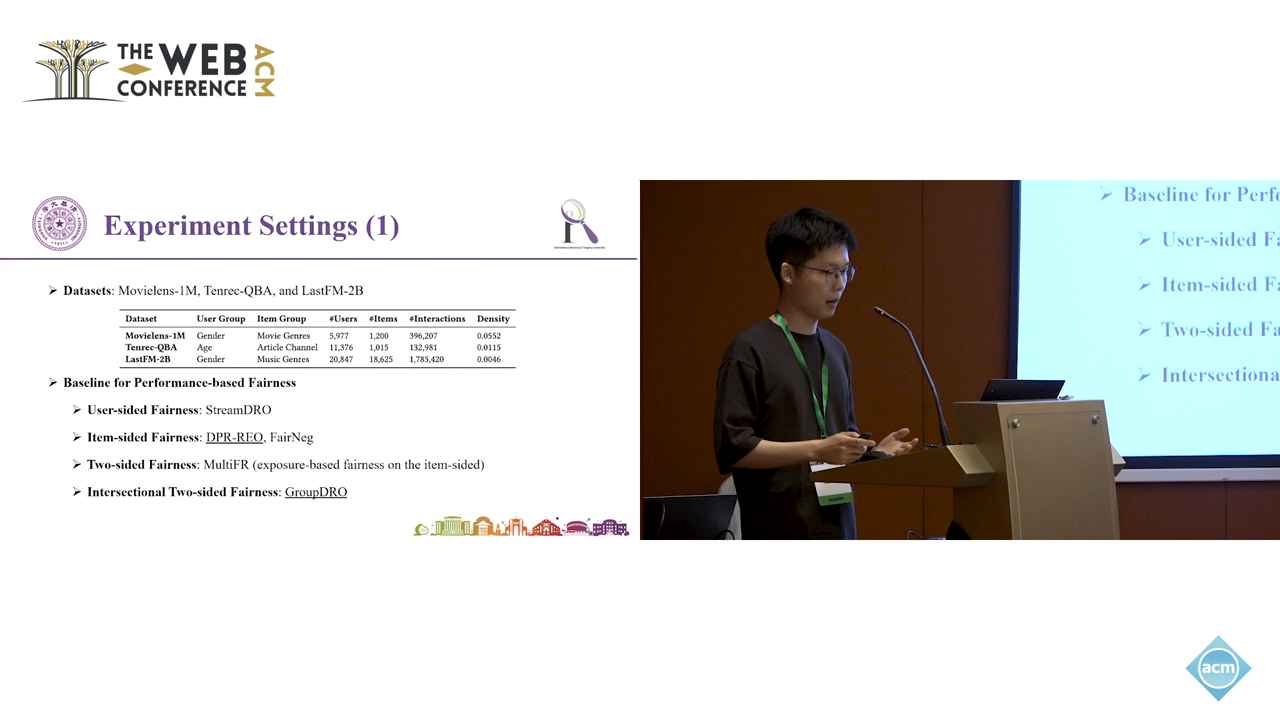 THE WEB
CONFERENCE
ACM
Experiment Settings (1)
➢ Datasets: Movielens-1M, Tenrec-QBA, and LastFM-2B
Dataset User Group Item Group #Users #Items #Interactions Density
Movielens-1M Gender Movie Genres 5,977 1,200 396,207 0.0552
Tenrec-QBA Age Article Channel 11,376 1,015 132,981 0.0115
LastFM-2B Gender Music Genres 20,847 18,625 1,785,420 0.0046
➢ Baseline for Performance-based Fairness
➢ User-sided Fairness: StreamDRO
➢ Item-sided Fairness: DPR-REO, FairNeg
➢ Two-sided Fairness: MultiFR (exposure-based fairness on the item-sided)
➢ Intersectional Two-sided Fairness: GroupDRO
➢ Baseline for Perfo
➢ User-sided Fa
➢ Item-sided Fa
➢ Two-sided Fa
➢ Intersectiona
acm